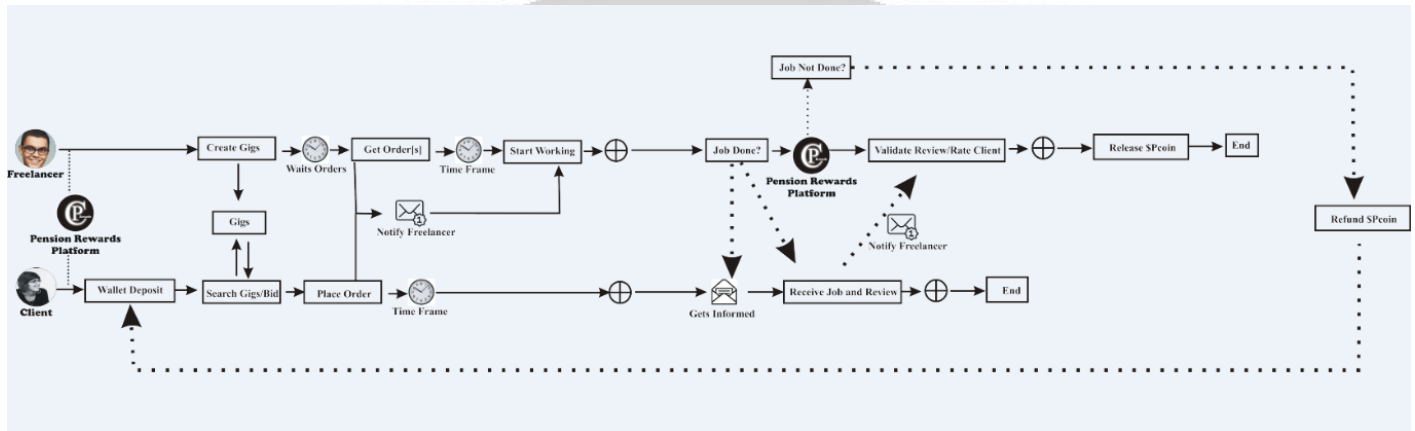 Job Not Done?
Freelancer
Create Gigs
Waits Orders
Get Order[s]
Time Frame
Start Working
Job Done?
Pension Rewards
Platform
Validate Review/Rate Client
Release $Pcoin
End
Notify Freelancer
Gigs
Pension Rewards
Platform
Notify Freelancer
Refund $Pcoin
Client
Wallet Deposit
Search Gigs/Bid
Place Order
Time Frame
Gets Informed
Receive Job and Review
End